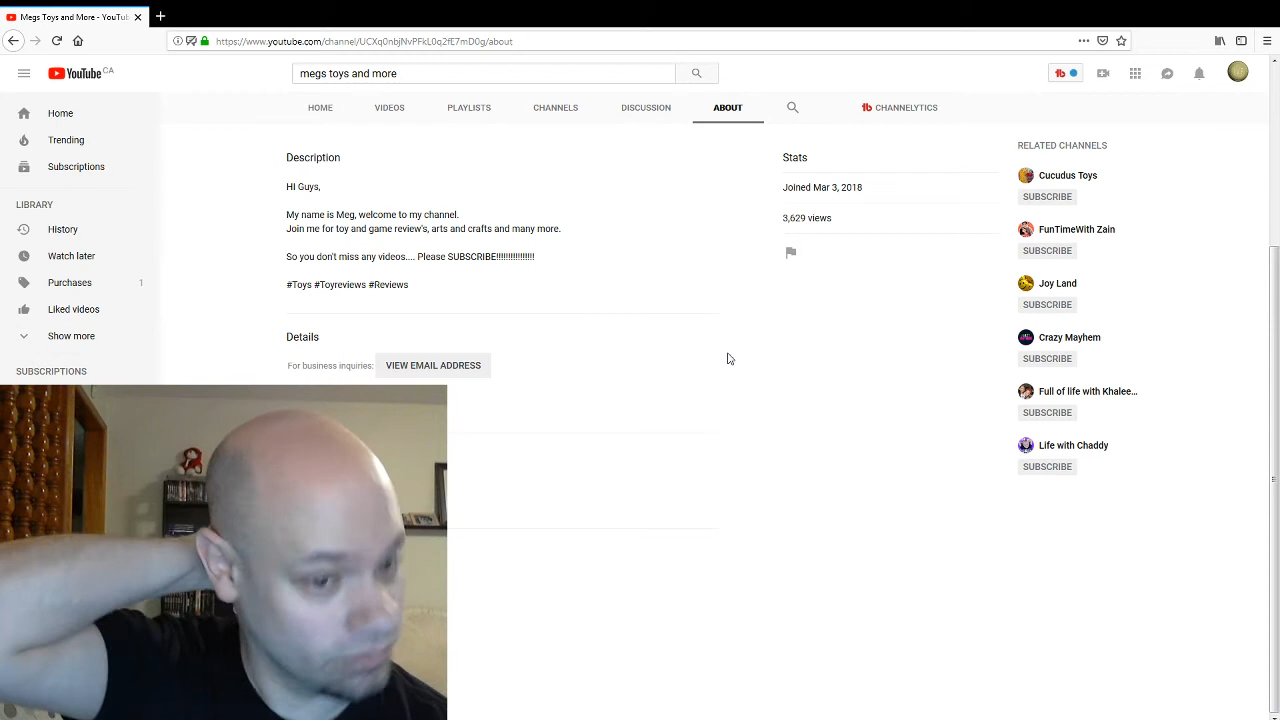 Megs Toys and More - YouTu
https://www.youtube.com/channel/UCXq0nbjNvPFkL0q2fE7mD0g/about
YouTube CA
megs toys and more
tb
HOME VIDEOS PLAYLISTS CHANNELS DISCUSSION ABOUT tb CHANNELYTICS
Home
Trending
Subscriptions
LIBRARY
History
Watch later
Purchases 1
Liked videos
Show more
SUBSCRIPTIONS
Description
HI Guys,
My name is Meg, welcome to my channel.
Join me for toy and game review's, arts and crafts and many more.
So you don't miss any videos.... Please SUBSCRIBE!!!!!!!!!!!!!!!!
#Toys #Toyreviews #Reviews
Details
For business inquiries: VIEW EMAIL ADDRESS
Stats
Joined Mar 3, 2018
3,629 views
RELATED CHANNELS
Cucudus Toys
SUBSCRIBE
FunTimeWith Zain
SUBSCRIBE
Joy Land
SUBSCRIBE
Crazy Mayhem
SUBSCRIBE
Full of life with Khalee...
SUBSCRIBE
Life with Chaddy
SUBSCRIBE